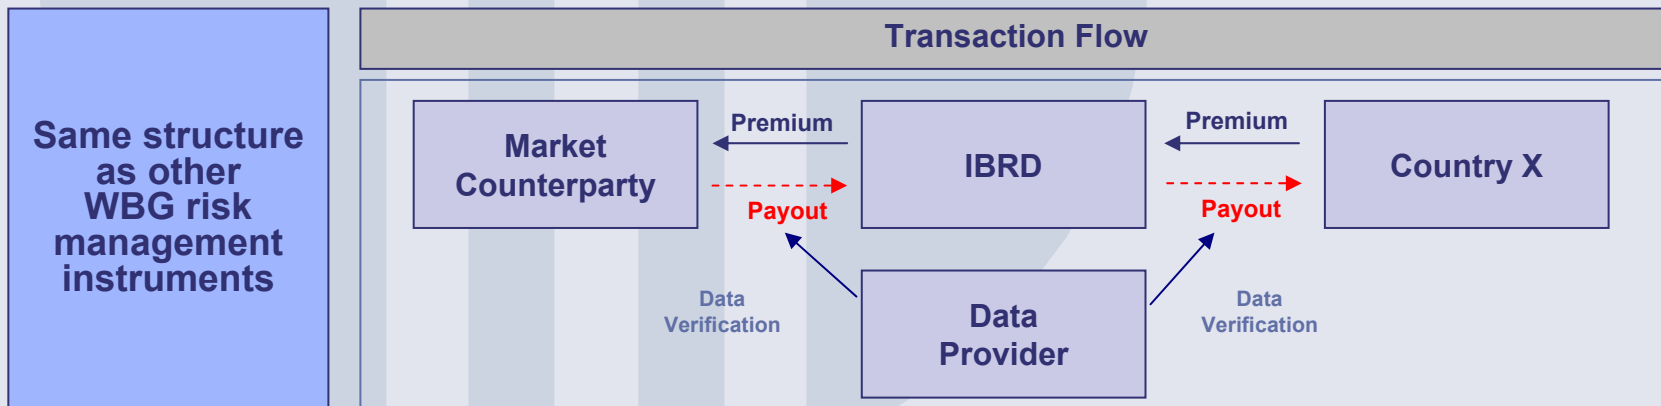 Same structure
as other
WBG risk
management
instruments
Transaction Flow
Market
Counterparty
Premium
Payout
IBRD
Premium
Payout
Country X
Data
Verification
Data
Provider
Data
Verification